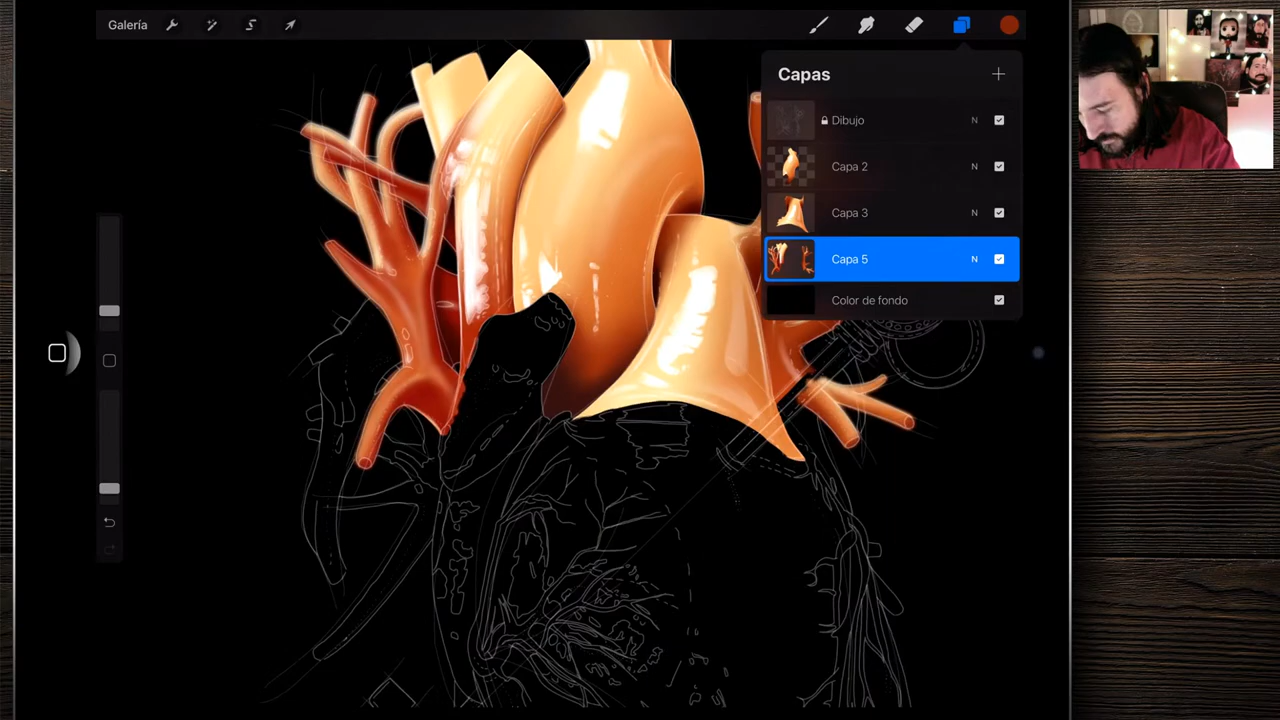 Galería
Capas
Dibujo
N
Capa 2
N
Capa 3
N
Capa 5
N
Color de fondo